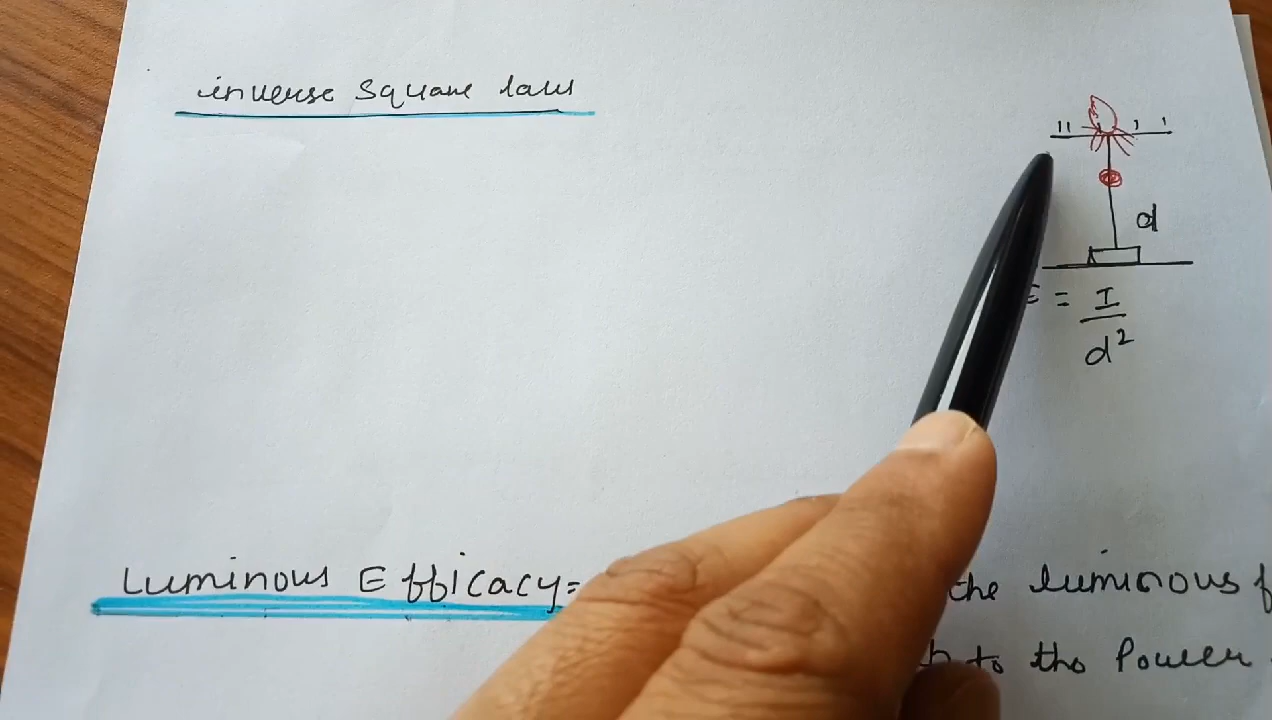 inverse square law
d
E = I
d²
Luminous Efficacy=
the luminous
to the Power